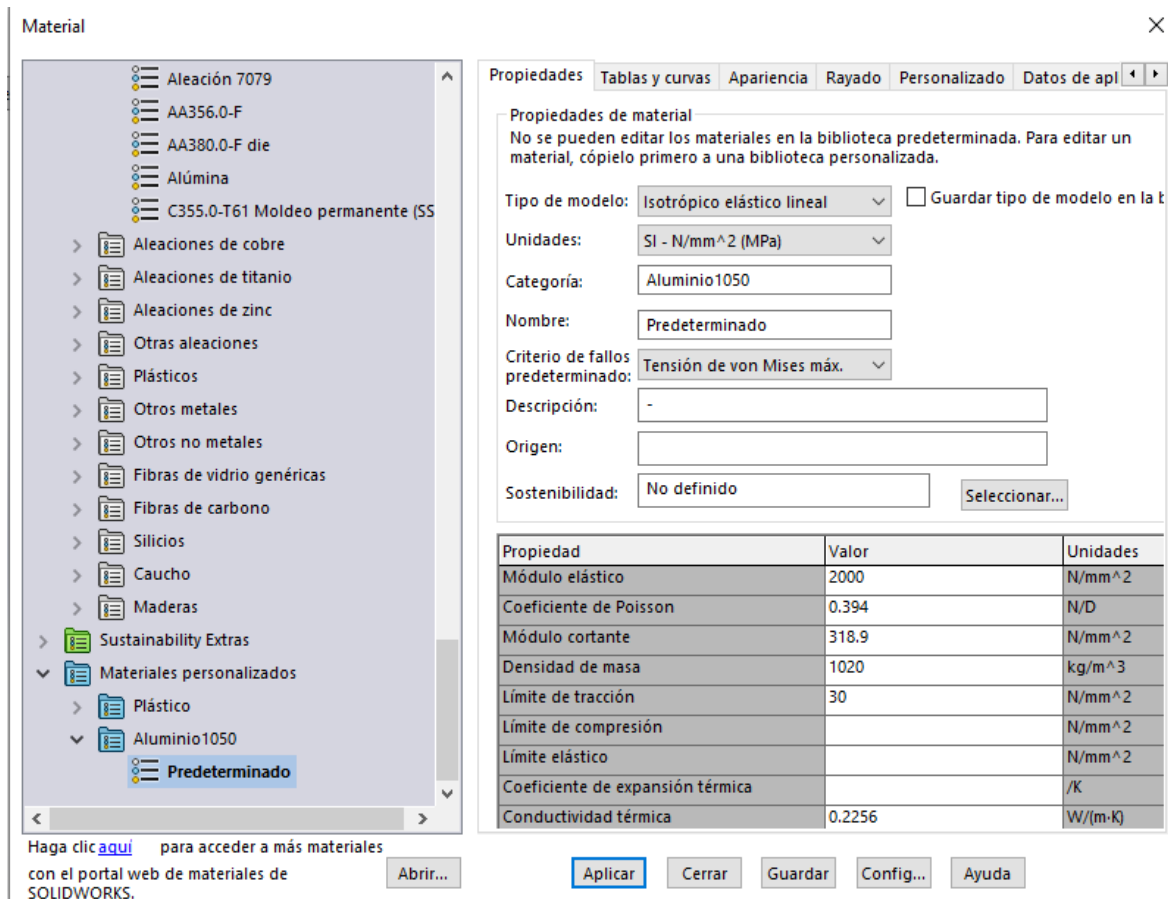 Material
Aleación 7079
AA356.0-F
AA380.0-F die
Alúmina
C355.0-T61 Moldeo permanente (SS
Aleaciones de cobre
Aleaciones de titanio
Aleaciones de zinc
Otras aleaciones
Plásticos
Otros metales
Otros no metales
Fibras de vidrio genéricas
Fibras de carbono
Silicios
Caucho
Maderas
Sustainability Extras
Materiales personalizados
Plástico
Aluminio1050
Predeterminado
Haga clic aquí para acceder a más materiales
con el portal web de materiales de
SOLIDWORKS.
Abrir...
Propiedades Tablas y curvas Apariencia Rayado Personalizado Datos de apl
Propiedades de material
No se pueden editar los materiales en la biblioteca predeterminada. Para editar un
material, cópielo primero a una biblioteca personalizada.
Tipo de modelo: Isotrópico elástico lineal Guardar tipo de modelo en la b
Unidades: SI - N/mm^2 (MPa)
Categoría: Aluminio1050
Nombre: Predeterminado
Criterio de fallos
predeterminado: Tensión de von Mises máx.
Descripción: -
Origen:
Sostenibilidad: No definido Seleccionar...
Propiedad Valor Unidades
Módulo elástico 2000 N/mm^2
Coeficiente de Poisson 0.394 N/D
Módulo cortante 318.9 N/mm^2
Densidad de masa 1020 kg/m^3
Límite de tracción 30 N/mm^2
Límite de compresión N/mm^2
Límite elástico N/mm^2
Coeficiente de expansión térmica /K
Conductividad térmica 0.2256 W/(m·K)
Aplicar Cerrar Guardar Config... Ayuda